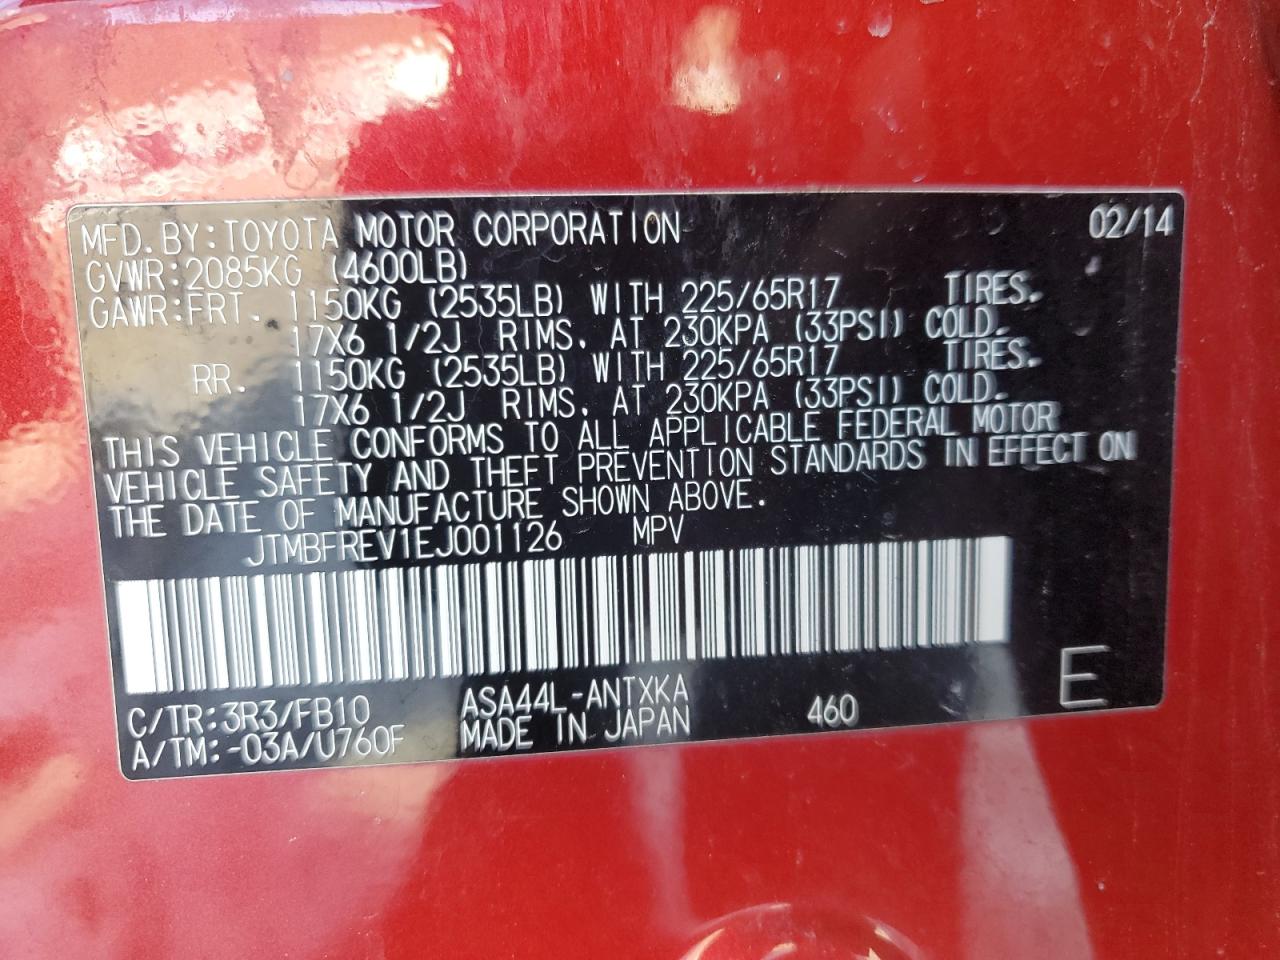 MFD. BY: TOYOTA MOTOR CORPORATION 02/14
GVWR: 2085KG (4600LB)
GAWR: FRT. 1150KG (2535LB) WITH 225/65R17 TIRES.
17X6 1/2J RIMS, AT 230KPA (33PSI) COLD.
RR. 1150KG (2535LB) WITH 225/65R17 TIRES.
17X6 1/2J RIMS, AT 230KPA (33PSI) COLD.
THIS VEHICLE CONFORMS TO ALL APPLICABLE FEDERAL MOTOR
VEHICLE SAFETY AND THEFT PREVENTION STANDARDS IN EFFECT ON
THE DATE OF MANUFACTURE SHOWN ABOVE.
JTMBFREV1EJ001126 MPV
C/TR: 3R3/FB10 ASA44L-ANTXKA 460 E
A/TM: -03A/U760F MADE IN JAPAN